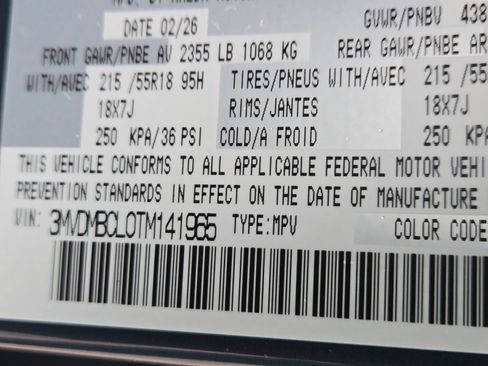 DATE 02/26
GVWR/PNBV 438
FRONT GAWR/PNBE AV 2355 LB 1068 KG
REAR GAWR/PNBE AR
WITH/AVEC 215 /55R18 95H TIRES/PNEUS WITH/AVEC 215 /55
18X7J RIMS/JANTES 18X7J
250 KPA/36 PSI COLD/A FROID 250 KPA
THIS VEHICLE CONFORMS TO ALL APPLICABLE FEDERAL MOTOR VEHI
PREVENTION STANDARDS IN EFFECT ON THE DATE OF MANUFACTURE
VIN: 3MVDMBCL0TM141965 TYPE:MPV COLOR CODE